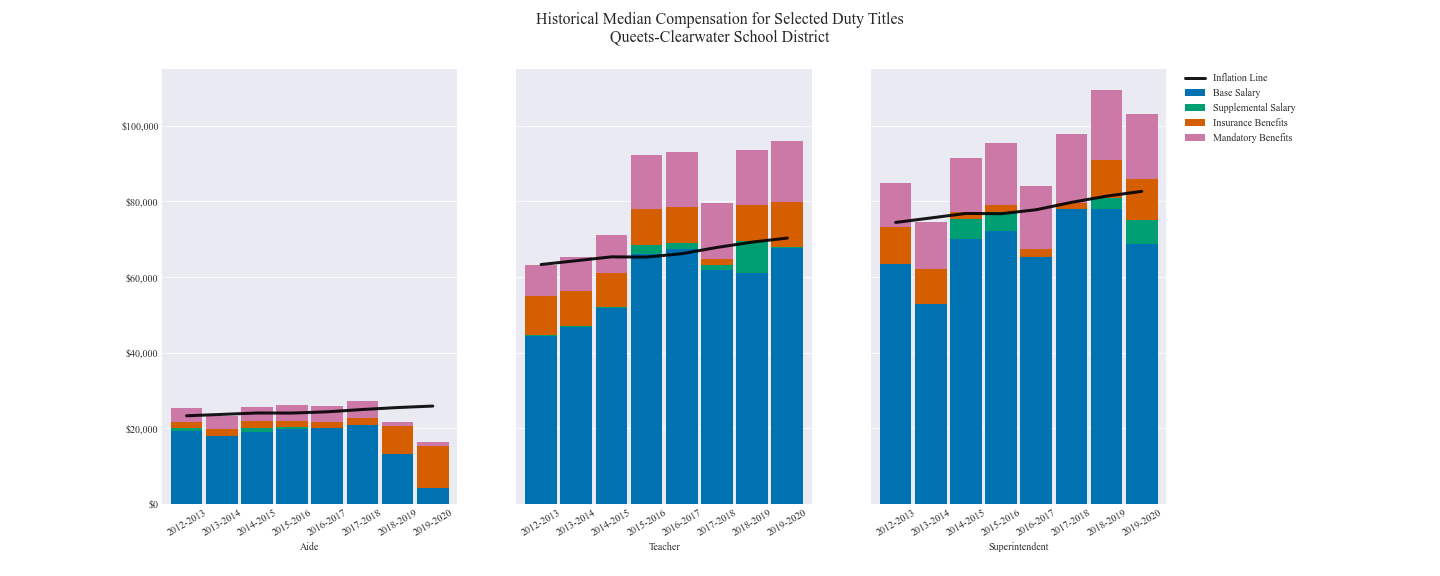 Historical Median Compensation for Selected Duty Titles
Queets-Clearwater School District
Inflation Line
Base Salary
Supplemental Salary
Insurance Benefits
Mandatory Benefits
$100,000
$80,000
$60,000
$40,000
$20,000
$0
2012-2013 2013-2014 2014-2015 2015-2016 2016-2017 2017-2018 2018-2019 2019-2020
Aide
2012-2013 2013-2014 2014-2015 2015-2016 2016-2017 2017-2018 2018-2019 2019-2020
Teacher
2012-2013 2013-2014 2014-2015 2015-2016 2016-2017 2017-2018 2018-2019 2019-2020
Superintendent